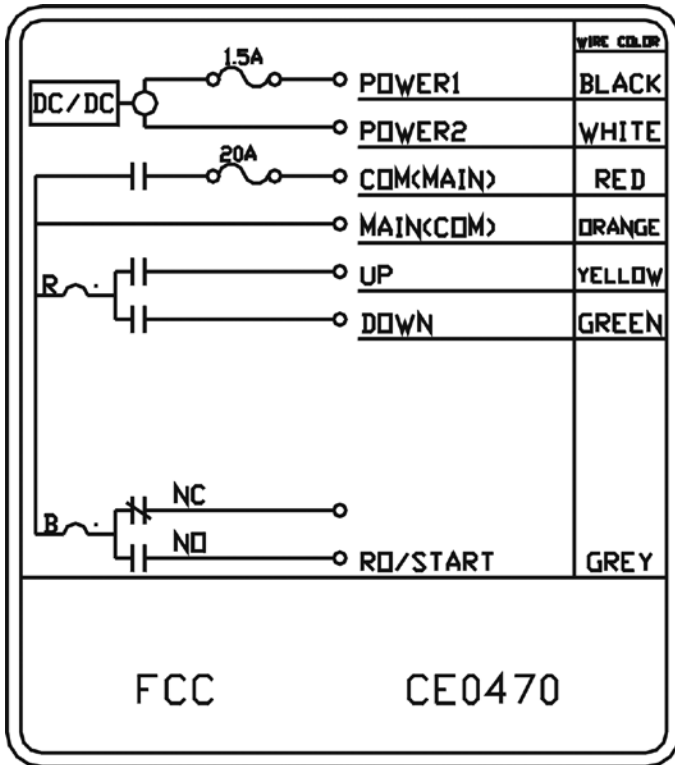 WIRE COLOR
1.5A
DC/DC
POWER1 BLACK
POWER2 WHITE
20A
COM(MAIN) RED
MAIN(COM) ORANGE
R UP YELLOW
DOWN GREEN
NC
B
NO
RO/START GREY
FCC CE0470